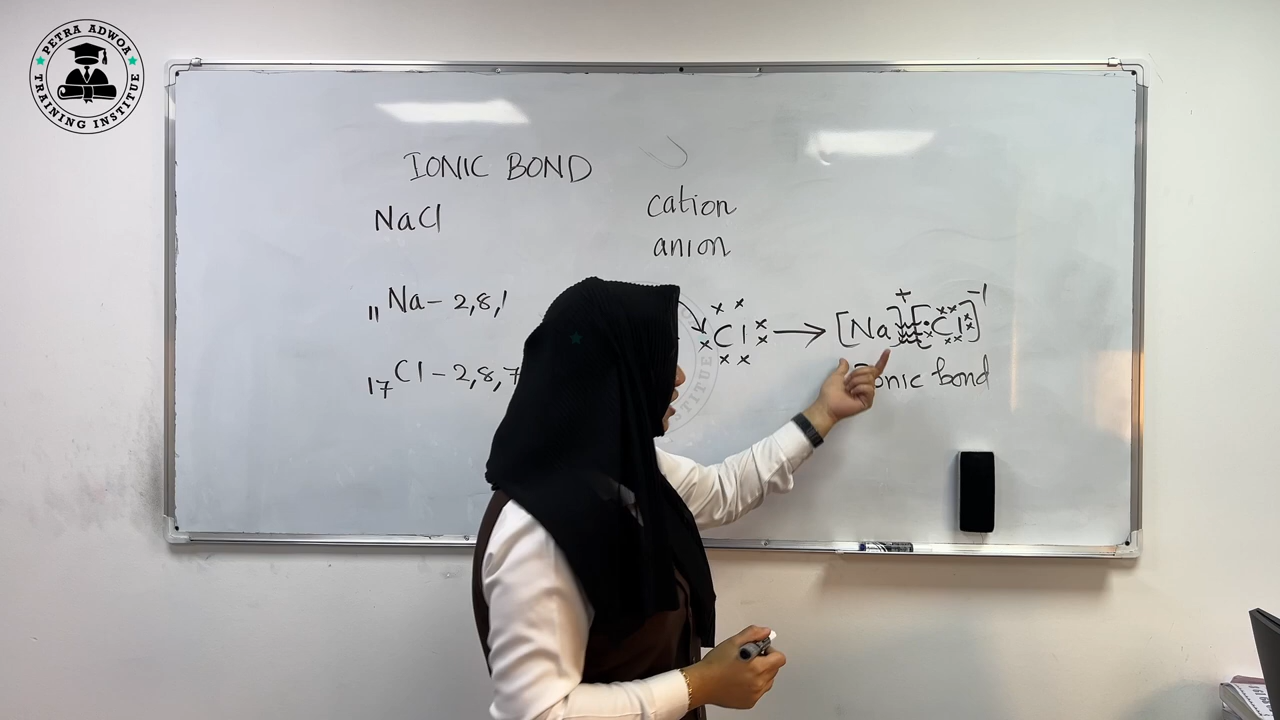 PETRA ADWOA
TRAINING INSTITUTE
IONIC BOND
NaCl
cation
anion
₁₁Na - 2,8,1
₁₇Cl - 2,8,7
Cl → [Na]⁺ [Cl]⁻¹
bond
INSTITUTE